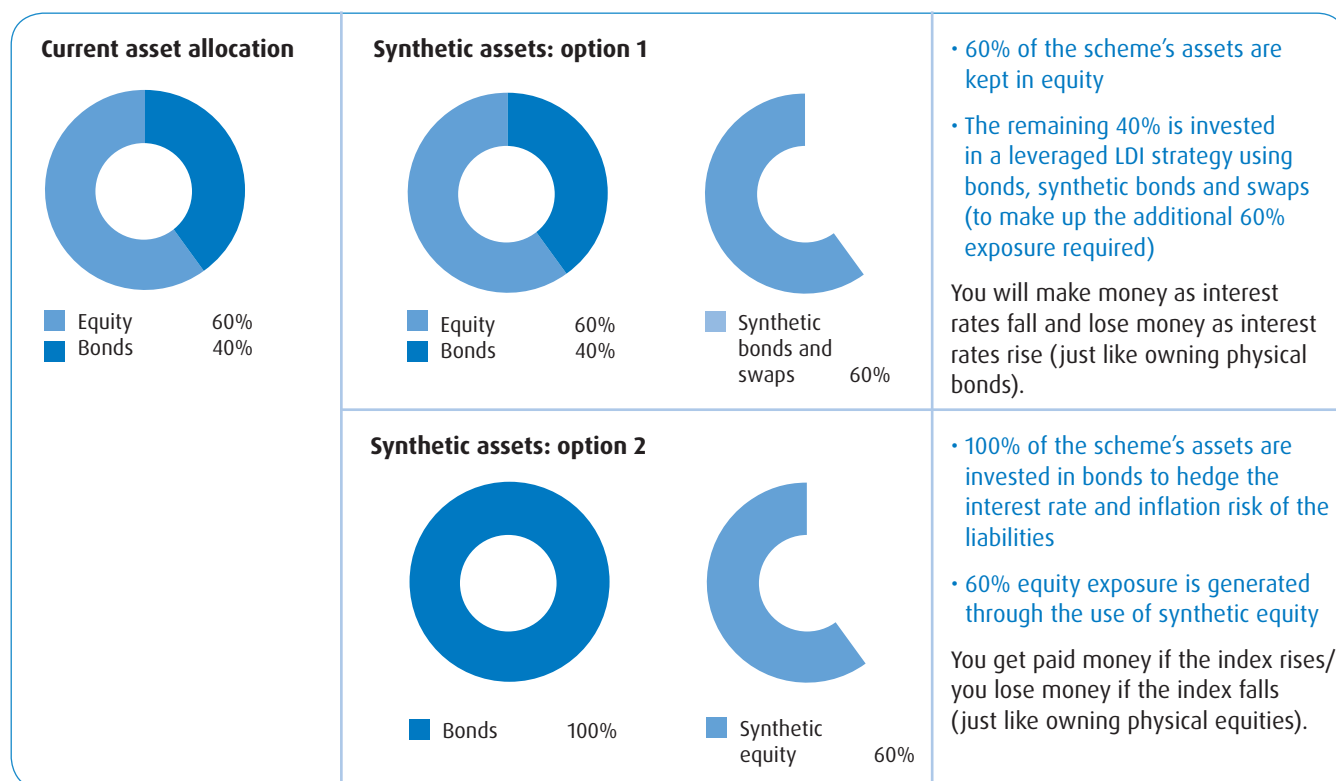 Current asset allocation
Equity 60%
Bonds 40%
Synthetic assets: option 1
Equity 60%
Bonds 40%
Synthetic
bonds and
swaps 60%
• 60% of the scheme’s assets are
kept in equity
• The remaining 40% is invested
in a leveraged LDI strategy using
bonds, synthetic bonds and swaps
(to make up the additional 60%
exposure required)
You will make money as interest
rates fall and lose money as interest
rates rise (just like owning physical
bonds).
Synthetic assets: option 2
Bonds 100%
Synthetic
equity 60%
• 100% of the scheme’s assets are
invested in bonds to hedge the
interest rate and inflation risk of the
liabilities
• 60% equity exposure is generated
through the use of synthetic equity
You get paid money if the index rises/
you lose money if the index falls
(just like owning physical equities).